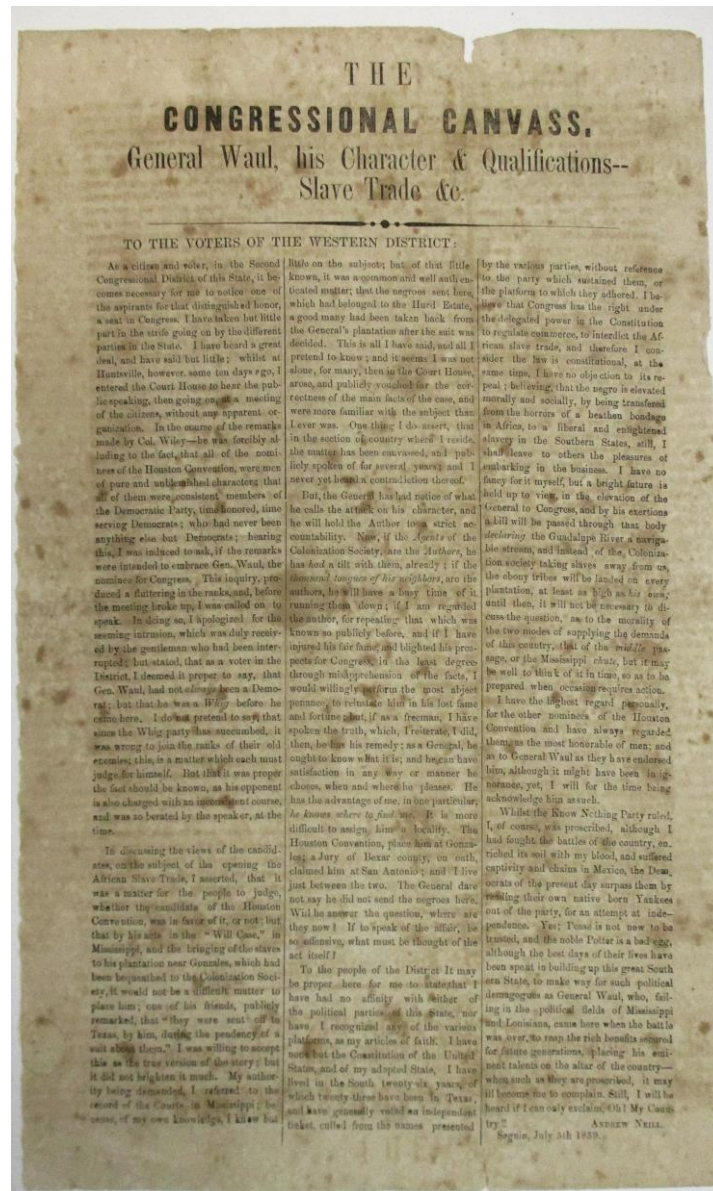 THE
CONGRESSIONAL CANVASS,
General Waul, his Character & Qualifications--
Slave Trade &c.
TO THE VOTERS OF THE WESTERN DISTRICT:
As a citizen and voter, in the Second
Congressional District of this State, it be-
comes necessary for me to notice one of
the aspirants for that distinguished honor,
a seat in Congress. I have taken but little
part in the strife going on by the different
parties in the State. I have heard a great
deal, and have said but little; whilst at
Huntsville, however, some ten days ago, I
entered the Court House to hear the pub-
lic speaking, then going on, at a meeting
of the citizens, without any apparent or-
ganization. In the course of the remarks
made by Col. Wiley—he was forcibly al-
luding to the fact, that all of the nomi-
nees of the Houston Convention, were men
of pure and unblemished character; that
all of them were consistent members of
the Democratic Party, time honored, time
serving Democrats; who had never been
anything else but Democrats; hearing
this, I was induced to ask, if the remarks
were intended to embrace Gen. Waul, the
nominee for Congress. This inquiry, pro-
duced a fluttering in the ranks, and, before
the meeting broke up, I was called on to
speak. In doing so, I apologized for the
seeming intrusion, which was duly receiv-
ed by the gentleman who had been inter-
rupted; but stated, that as a voter in the
District, I deemed it proper to say, that
Gen. Waul, had not always been a Demo-
crat; but that he was a Whig before he
came here. I do not pretend to say, that
since the Whig party has succumbed, it
was wrong to join the ranks of their old
enemies; this, is a matter which each must
judge for himself. But that it was proper
the fact should be known, as his opponent
is also charged with an inconsistent course,
and was so berated by the speaker, at the
time.
In discussing the views of the candid-
ates, on the subject of the opening the
African Slave Trade, I asserted, that it
was a matter for the people to judge,
whether the candidate of the Houston
Convention, was in favor of it, or not; but
that by his acts in the "Will Case," in
Mississippi, and the bringing of the slaves
to his plantation near Gonzales, which had
been bequeathed to the Colonization Soci-
ety, it would not be a difficult matter to
place him; one of his friends, publicly
remarked, that "they were sent off to
Texas, by him, during the pendency of a
suit about them." I was willing to accept
this as the true version of the story; but
it did not brighten it much. My author-
ity being demanded, I referred to the
record of the Courts in Mississippi; be-
cause, of my own knowledge, I knew but
little on the subject; but of that little
known, it was a common and well authen-
ticated matter; that the negroes sent here,
which had belonged to the Hurd Estate,
a good many had been taken back from
the General's plantation after the suit was
decided. This is all I have said, and all I
pretend to know; and it seems I was not
alone, for many, then in the Court House,
arose, and publicly vouched for the cor-
rectness of the main facts of the case, and
were more familiar with the subject than
I ever was. One thing I do assert, that
in the section of country where I reside,
the matter has been canvassed, and pub-
licly spoken of for several years; and I
never yet heard a contradiction thereof.
But, the General has had notice of what
he calls the attack on his character, and
he will hold the Author to a strict ac-
countability. Now, if the Agents of the
Colonization Society, are the Authors, he
has had a tilt with them, already; if the
thousand tongues of his neighbors, are the
authors, he will have a busy time of it,
running them down; if I am regarded
the author, for repeating that which was
known so publicly before, and if I have
injured his fair fame, and blighted his pros-
pects for Congress, in the least degree—
through misapprehension of the facts, I
would willingly perform the most abject
penance, to reinstate him in his lost fame
and fortune; but, if as a freeman, I have
spoken the truth, which, I reiterate, I did,
then, he has his remedy; as a General, he
ought to know what it is; and he can have
satisfaction in any way or manner he
choses, when and where he pleases. He
has the advantage of me, in one particular,
he knows where to find me. It is more
difficult to assign him a locality. The
Houston Convention, place him at Gonza-
les; a Jury of Bexar county, on oath,
claimed him at San Antonio; and I live
just between the two. The General dare
not say he did not send the negroes here.
Will he answer the question, where are
they now? If to speak of the affair, be
so offensive, what must be thought of the
act itself?
To the people of the District It may
be proper here for me to state, that I
have had no affinity with either of
the political parties of this State, nor
have I recognized any of the various
platforms, as my articles of faith. I have
none but the Constitution of the United
States, and of my adopted State. I have
lived in the South twenty-six years, of
which twenty-three have been in Texas,
and have generally voted an independent
ticket, culled from the names presented
by the various parties, without reference
to the party which sustained them, or
the platform to which they adhored. I be-
lieve that Congress has the right under
the delegated power in the Constitution
to regulate commerce, to interdict the Af-
rican slave trade, and therefore I con-
sider the law is constitutional, at the
same time, I have no objection to its re-
peal; believing, that the negro is elevated
morally and socially, by being transfered
from the horrors of a heathen bondage
in Africa, to a liberal and enlightened
slavery in the Southern States, still, I
shall leave to others the pleasures of
embarking in the business. I have no
fancy for it myself, but a bright future is
held up to view, in the elevation of the
General to Congress, and by his exertions
a bill will be passed through that body
declaring the Guadalupe River a naviga-
ble stream, and instead of the Coloniza-
tion society taking slaves away from us,
the ebony tribes will be landed on every
plantation, at least as high as his own;
until then, it will not be necessary to dis-
cuss the question, as to the morality of
the two modes of supplying the demands
of this country, that of the middle pas-
sage, or the Mississippi chute, but it may
be well to think of it in time, so as to be
prepared when occasion requires action.
I have the highest regard personally,
for the other nominees of the Houston
Convention and have always regarded
them, as the most honorable of men; and
as to General Waul as they have endorsed
him, although it might have been in ig-
norance, yet, I will for the time being
acknowledge him as such.
Whilst the Know Nething Party ruled,
I, of course, was proscribed, although I
had fought the battles of the country, en-
riched its soil with my blood, and suffered
captivity and chains in Mexico, the Dem-
ocrats of the present day surpass them by
reading their own native born Yankees
out of the party, for an attempt at inde-
pendence. Yes; Pease is not now to be
trusted, and the noble Potter is a bad egg,
although the best days of their lives have
been spent in building up this great South
ern State, to make way for such political
demagogues as General Waul, who, fail-
ing in the political fields of Mississippi
and Louisiana, came here when the battle
was over, to reap the rich benefits secured
for future generations, placing his emi-
nent talents on the altar of the country—
when such as they are proscribed, it may
ill become me to complain. Still, I will be
heard if I can only exclaim, Oh! My Coun
try!! ANDREW NEILL.
Seguin, July 5th 1859.